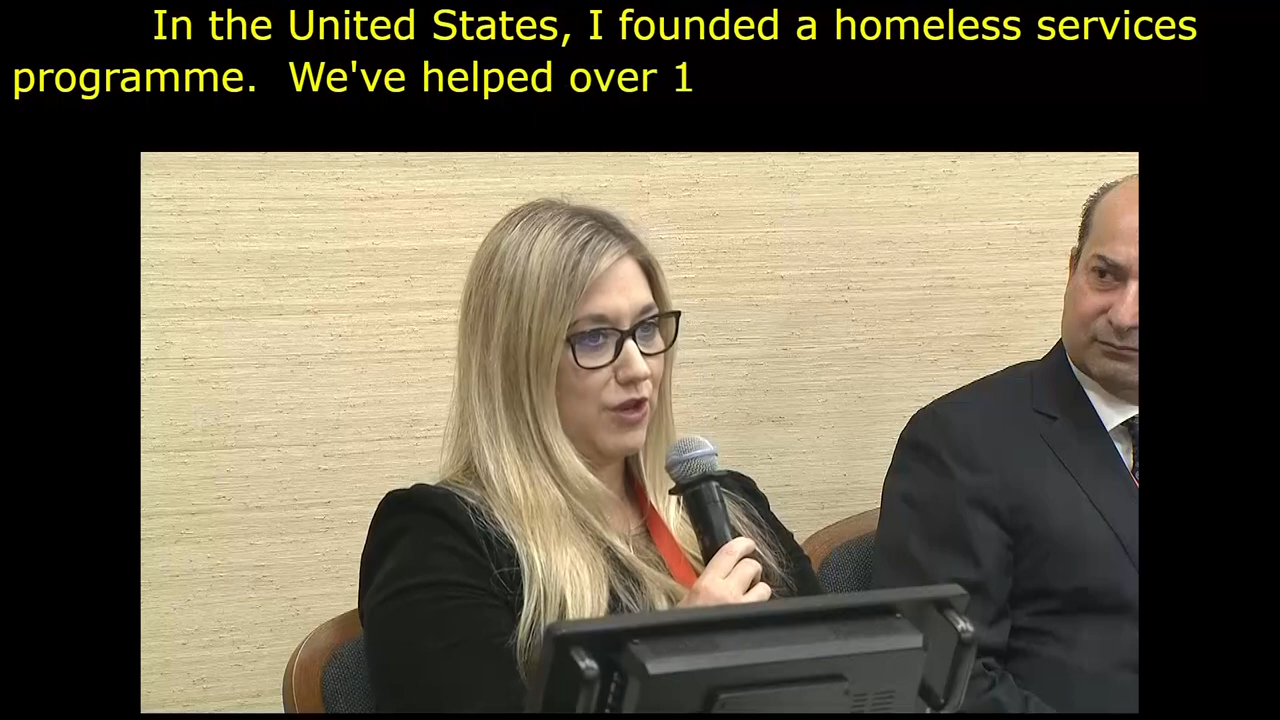 In the United States, I founded a homeless services
programme.  We've helped over 1